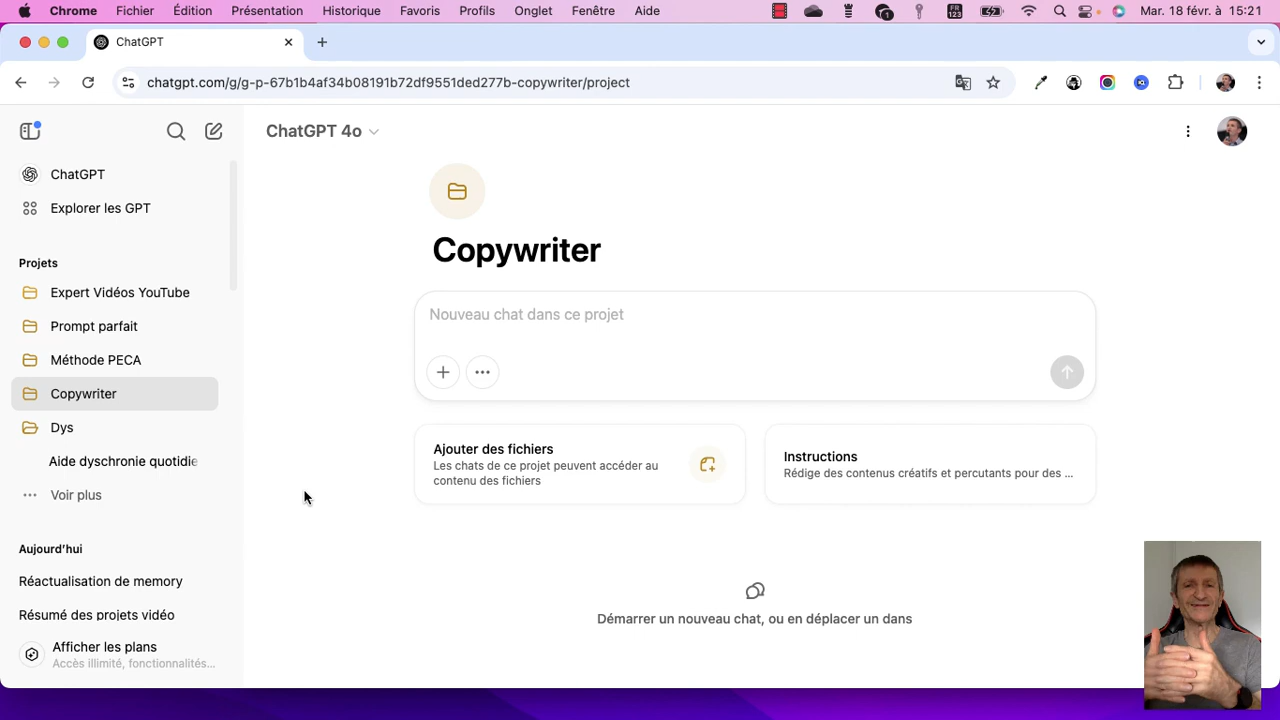 Chrome Fichier Édition Présentation Historique Favoris Profils Onglet Fenêtre Aide 1 FR 123 Mar. 18 févr. à 15:21
ChatGPT
chatgpt.com/g/g-p-67b1b4af34b08191b72df9551ded277b-copywriter/project
ChatGPT 4o
ChatGPT
Explorer les GPT
Projets
Expert Vidéos YouTube
Prompt parfait
Méthode PECA
Copywriter
Dys
Aide dyschronie quotidie
Voir plus
Aujourd’hui
Réactualisation de memory
Résumé des projets vidéo
Afficher les plans
Accès illimité, fonctionnalités...
Copywriter
Nouveau chat dans ce projet
Ajouter des fichiers
Les chats de ce projet peuvent accéder au
contenu des fichiers
Instructions
Rédige des contenus créatifs et percutants pour des ...
Démarrer un nouveau chat, ou en déplacer un dans